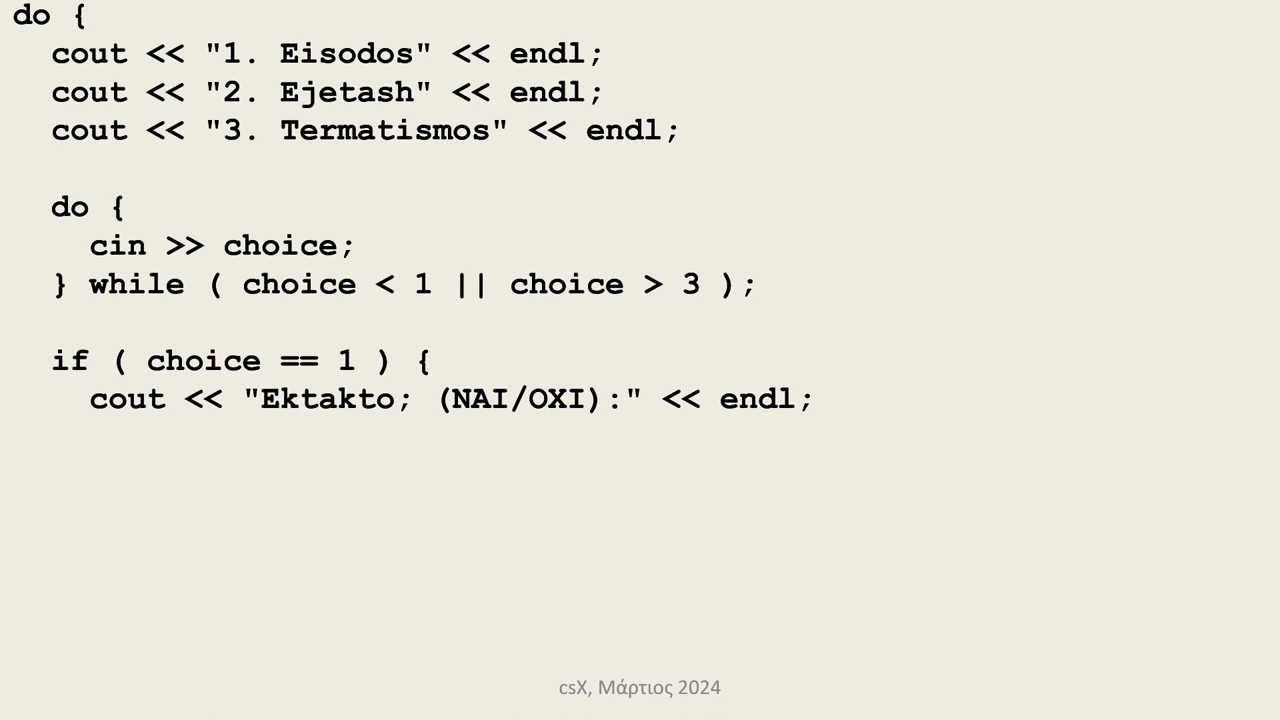 do {
  cout << "1. Eisodos" << endl;
  cout << "2. Ejetash" << endl;
  cout << "3. Termatismos" << endl;
  do {
    cin >> choice;
  } while ( choice < 1 || choice > 3 );
  if ( choice == 1 ) {
    cout << "Ektakto; (NAI/OXI):" << endl;
csX, Μάρτιος 2024